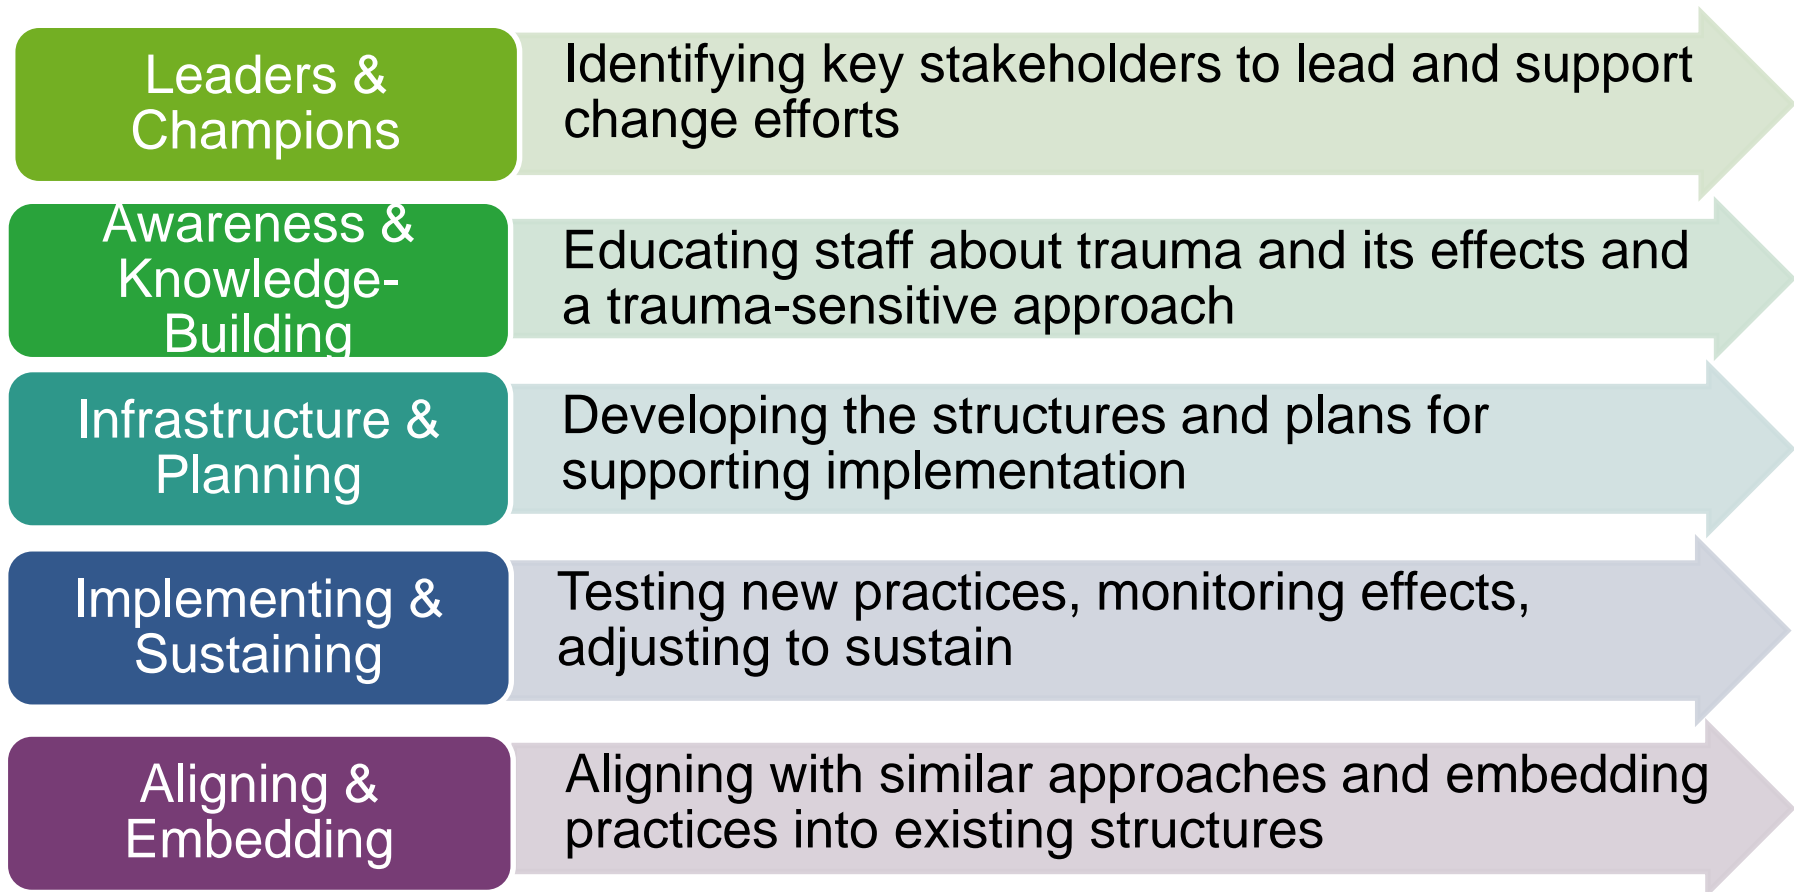 Leaders &
Champions
Identifying key stakeholders to lead and support
change efforts
Awareness &
Knowledge-
Building
Educating staff about trauma and its effects and
a trauma-sensitive approach
Infrastructure &
Planning
Developing the structures and plans for
supporting implementation
Implementing &
Sustaining
Testing new practices, monitoring effects,
adjusting to sustain
Aligning &
Embedding
Aligning with similar approaches and embedding
practices into existing structures